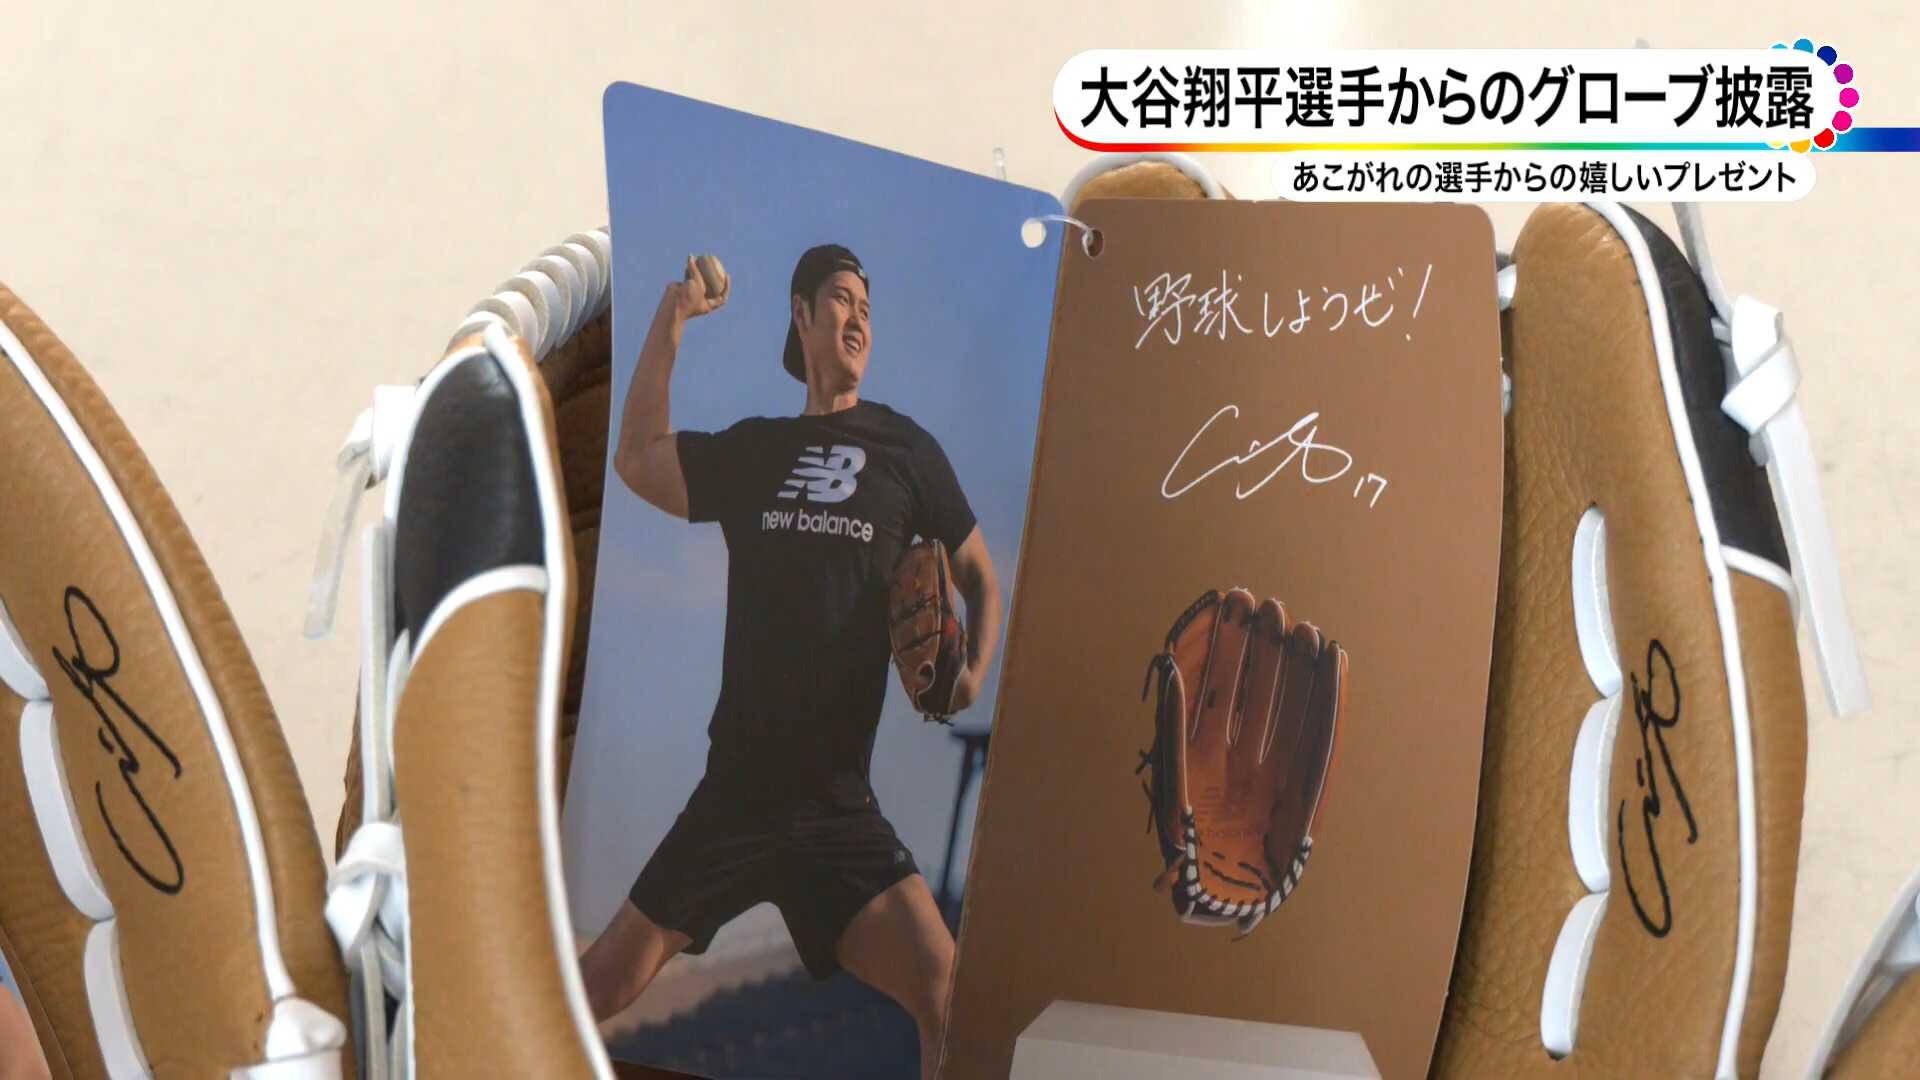 大谷翔平選手からのグローブ披露
あこがれの選手からの嬉しいプレゼント
野球しようぜ!
17
NB
new balance